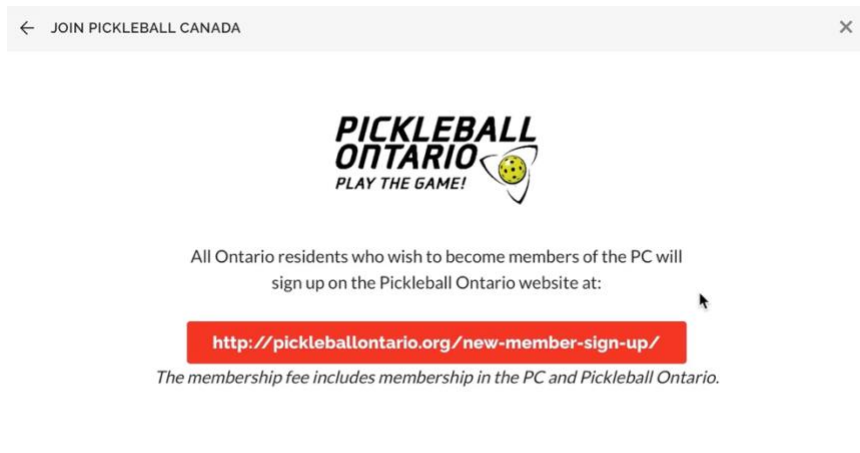 ← JOIN PICKLEBALL CANADA ×
PICKLEBALL
ONTARIO
PLAY THE GAME!
All Ontario residents who wish to become members of the PC will
sign up on the Pickleball Ontario website at:
http://pickleballontario.org/new-member-sign-up/
The membership fee includes membership in the PC and Pickleball Ontario.